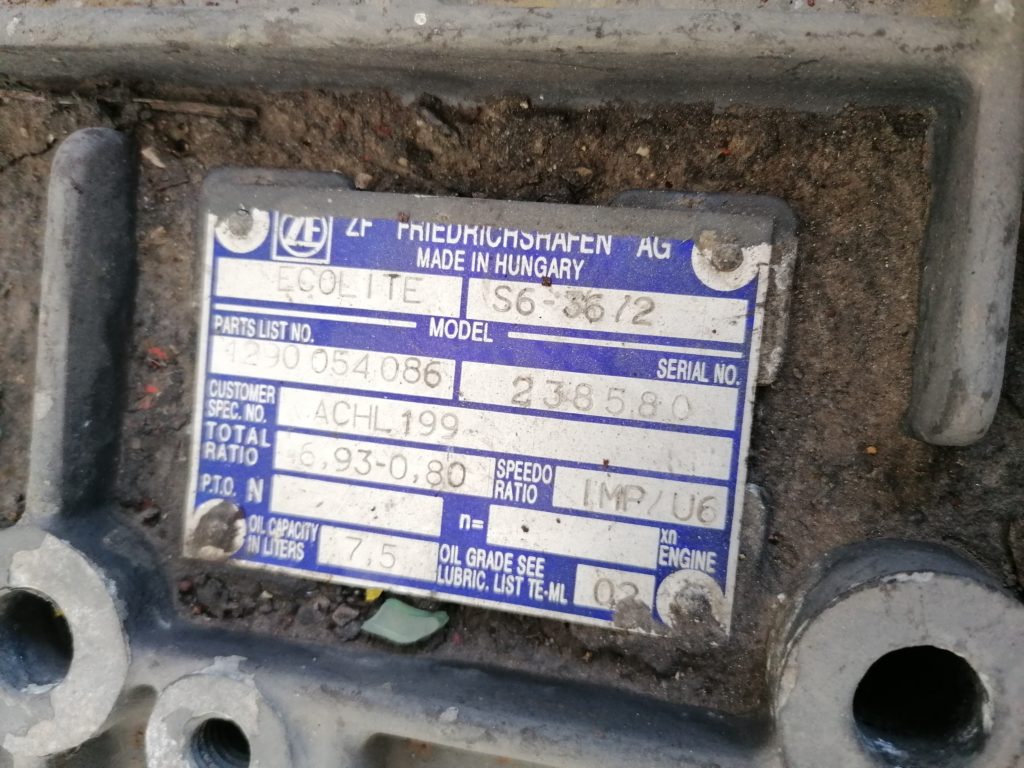 ZF ZF FRIEDRICHSHAFEN AG
MADE IN HUNGARY
ECOLITE S6-36/2
PARTS LIST NO. MODEL SERIAL NO.
1290 054 086 238580
CUSTOMER SPEC. NO. ACHL199
TOTAL RATIO 6,93-0,80 SPEEDO RATIO IMP/U6
P.T.O. N n= xn ENGINE
OIL CAPACITY IN LITERS 7,5 OIL GRADE SEE LUBRIC. LIST TE-ML 02